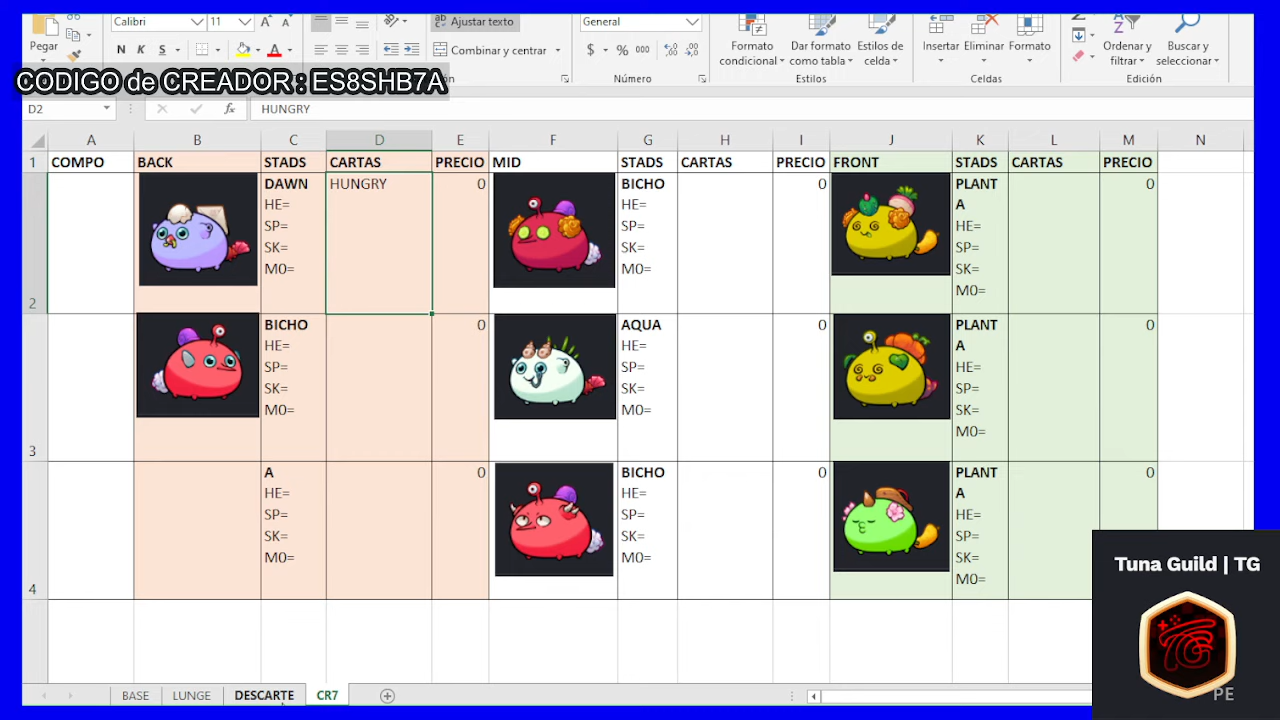 Calibri 11 Ajustar texto General
Pegar
N K S Combinar y centrar $ % 000
Formato condicional Dar formato como tabla Estilos de celda Insertar Eliminar Formato Ordenar y filtrar Buscar y seleccionar
Número Estilos Celdas Edición
CODIGO de CREADOR : ES8SHB7A
D2 fx HUNGRY
A B C D E F G H I J K L M N
1 COMPO BACK STADS CARTAS PRECIO MID STADS CARTAS PRECIO FRONT STADS CARTAS PRECIO
DAWN HUNGRY 0 BICHO 0 PLANT 0
HE= HE= A
SP= SP= HE=
SK= SK= SP=
M0= M0= SK=
M0=
2
BICHO 0 AQUA 0 PLANT 0
HE= HE= A
SP= SP= HE=
SK= SK= SP=
M0= M0= SK=
M0=
3
A 0 BICHO 0 PLANT 0
HE= HE= A
SP= SP= HE=
SK= SK= SP=
M0= M0= SK=
M0=
4
Tuna Guild | TG
TG
PE
BASE LUNGE DESCARTE CR7